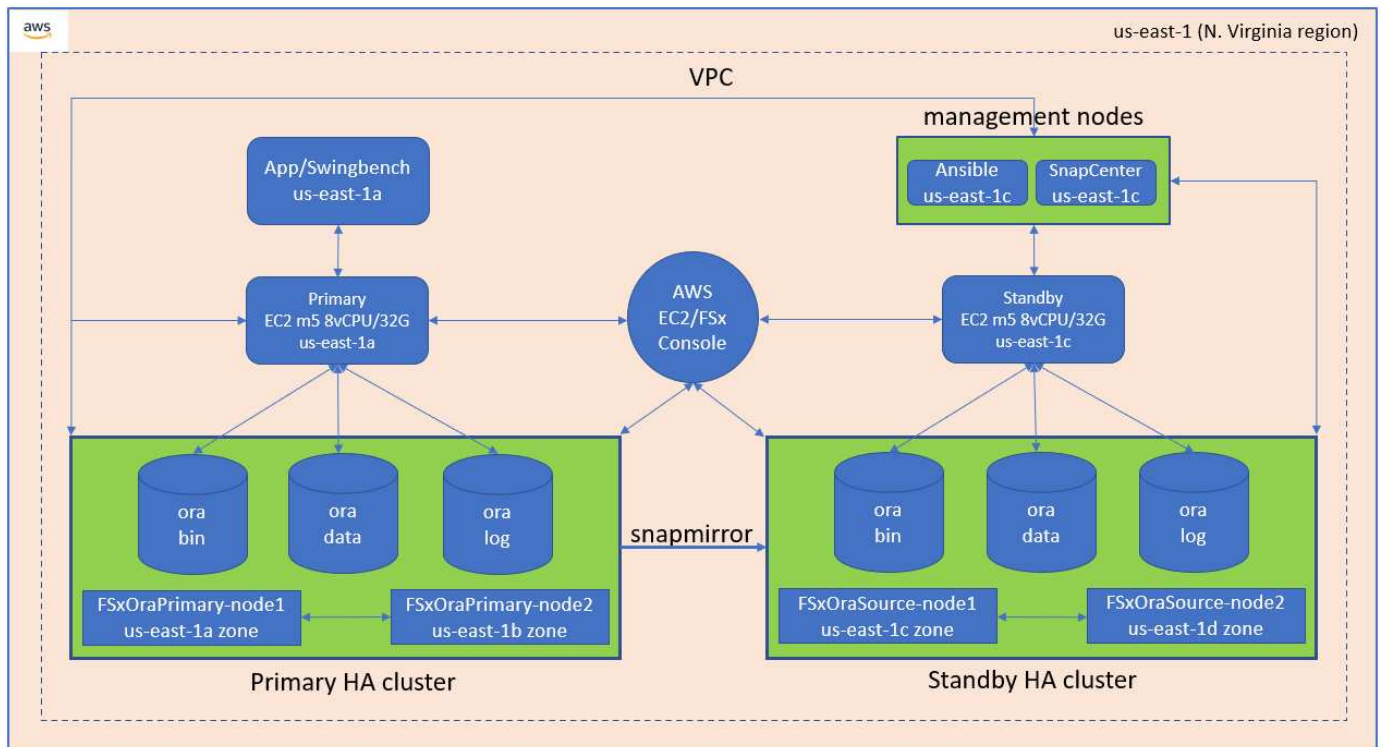 aws
us-east-1 (N. Virginia region)
VPC
management nodes
App/Swingbench
us-east-1a
Ansible
us-east-1c
SnapCenter
us-east-1c
Primary
EC2 m5 8vCPU/32G
us-east-1a
AWS
EC2/FSx
Console
Standby
EC2 m5 8vCPU/32G
us-east-1c
ora
bin
ora
data
ora
log
snapmirror
ora
bin
ora
data
ora
log
FSxOraPrimary-node1
us-east-1a zone
FSxOraPrimary-node2
us-east-1b zone
FSxOraSource-node1
us-east-1c zone
FSxOraSource-node2
us-east-1d zone
Primary HA cluster
Standby HA cluster